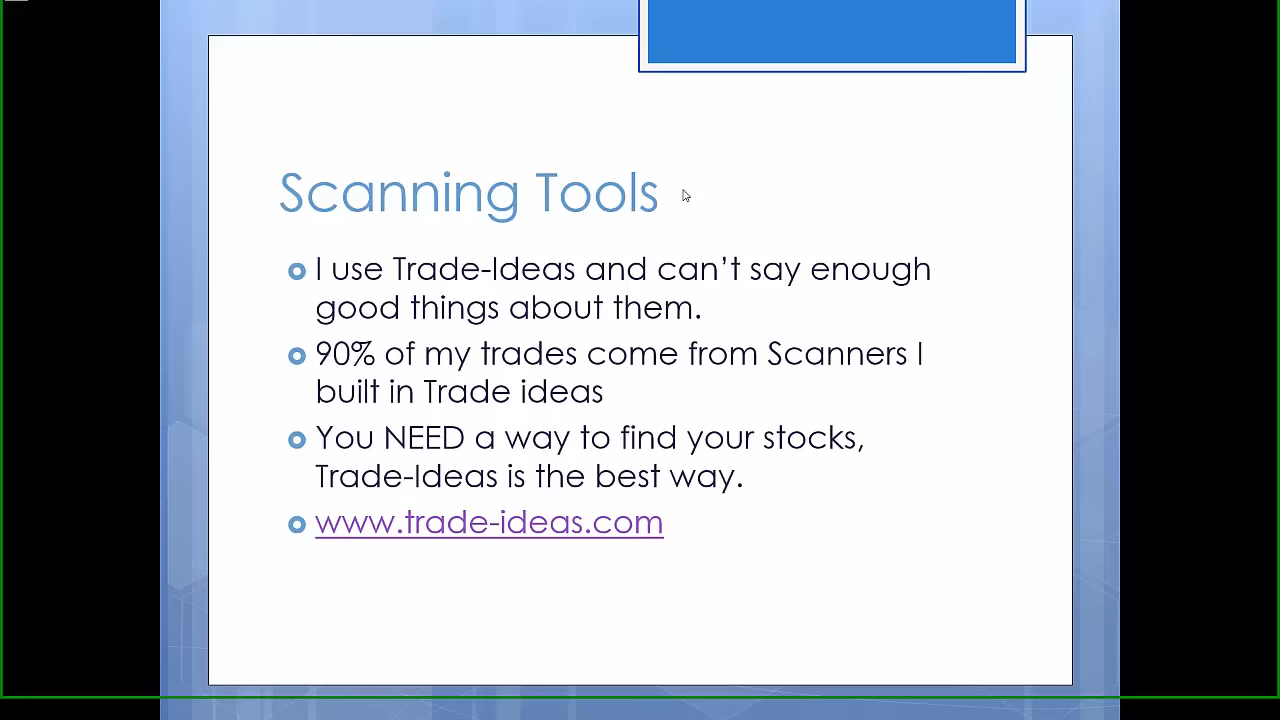 Scanning Tools
I use Trade-Ideas and can’t say enough
good things about them.
90% of my trades come from Scanners I
built in Trade ideas
You NEED a way to find your stocks,
Trade-Ideas is the best way.
www.trade-ideas.com